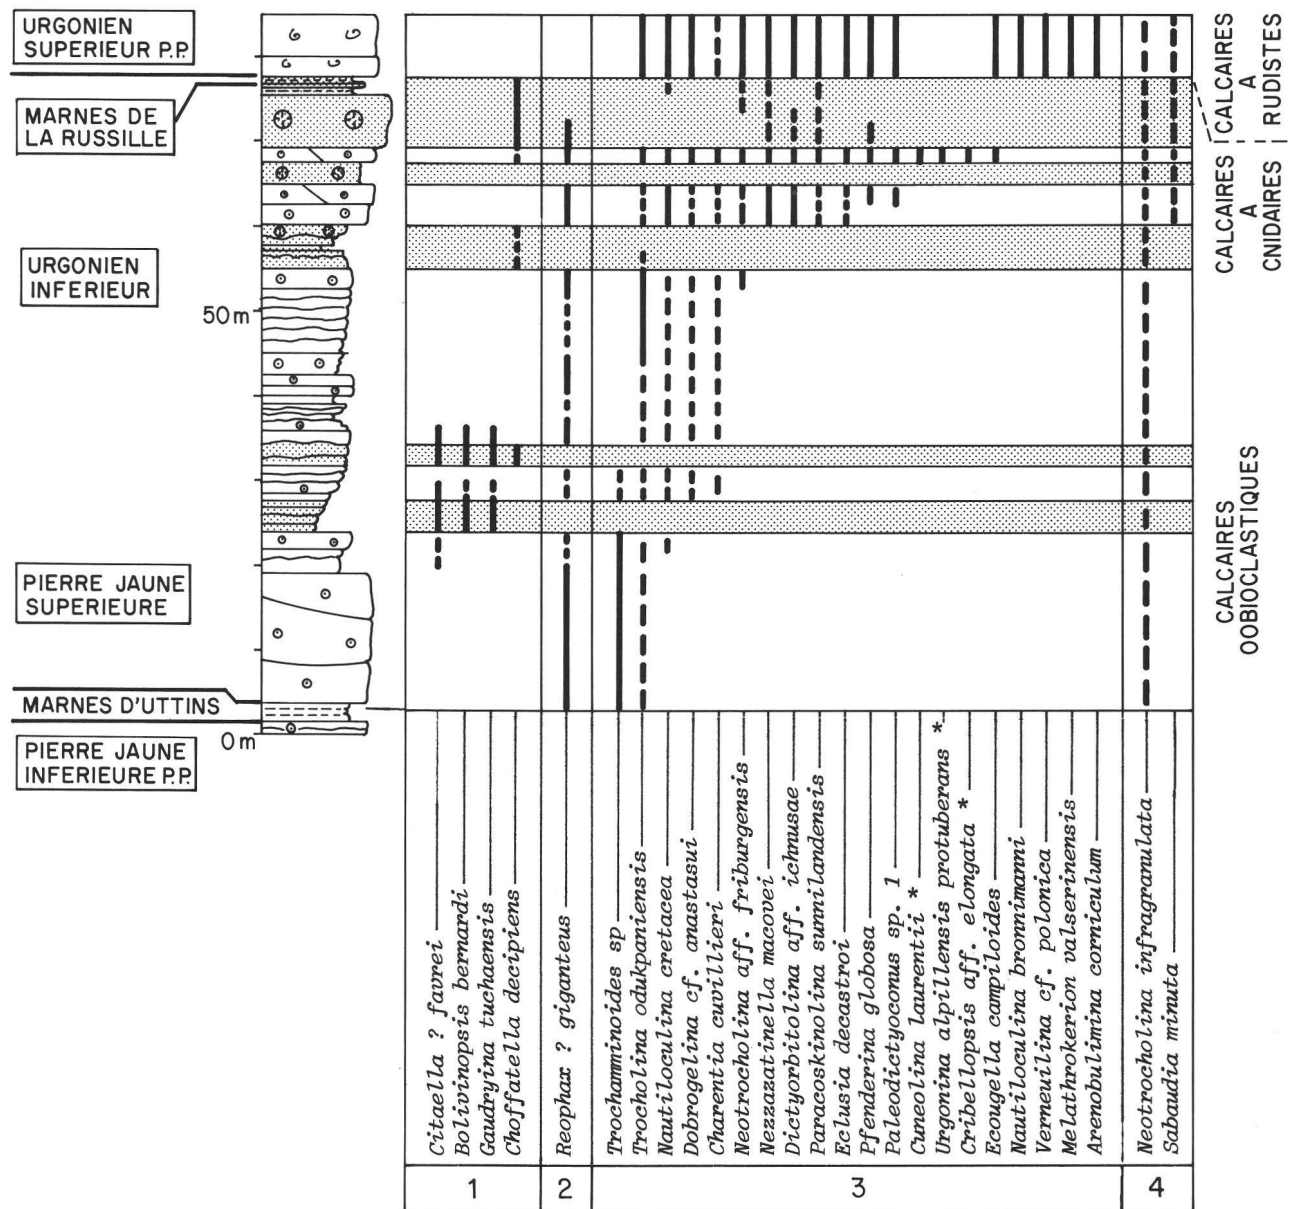 URGONIEN
SUPERIEUR P.P.
MARNES DE
LA RUSSILLE
URGONIEN
INFERIEUR
50m
PIERRE JAUNE
SUPERIEURE
MARNES D'UTTINS
0m
PIERRE JAUNE
INFERIEURE P.P.
CALCAIRES
A
RUDISTES
CALCAIRES
A
CNIDAIRES
CALCAIRES
OOBIOCLASTIQUES
Citaella ? favrei
Bolivinopsis bernardi
Gaudryina tuchaensis
Choffatella decipiens
Reophax ? giganteus
Trochamminoides sp
Trocholina odukpaniensis
Nautiloculina cretacea
Dobrogelina cf. anastasui
Charentia cuvillieri
Neotrocholina aff. friburgensis
Nezzazatinella macovei
Dictyorbitolina aff. ichnusae
Paracoskinolina sunnilandensis
Eclusia decastroi
Pfenderina globosa
Paleodictyoconus sp. 1
Cuneolina laurentii *
Urgonina alpillensis protuberans *
Cribellopsis aff. elongata *
Ecougella campiloides
Nautiloculina bronnimanni
Verneuilina cf. polonica
Melathrokerion valserinensis
Arenobulimina corniculum
Neotrocholina infragranulata
Sabaudia minuta
1
2
3
4